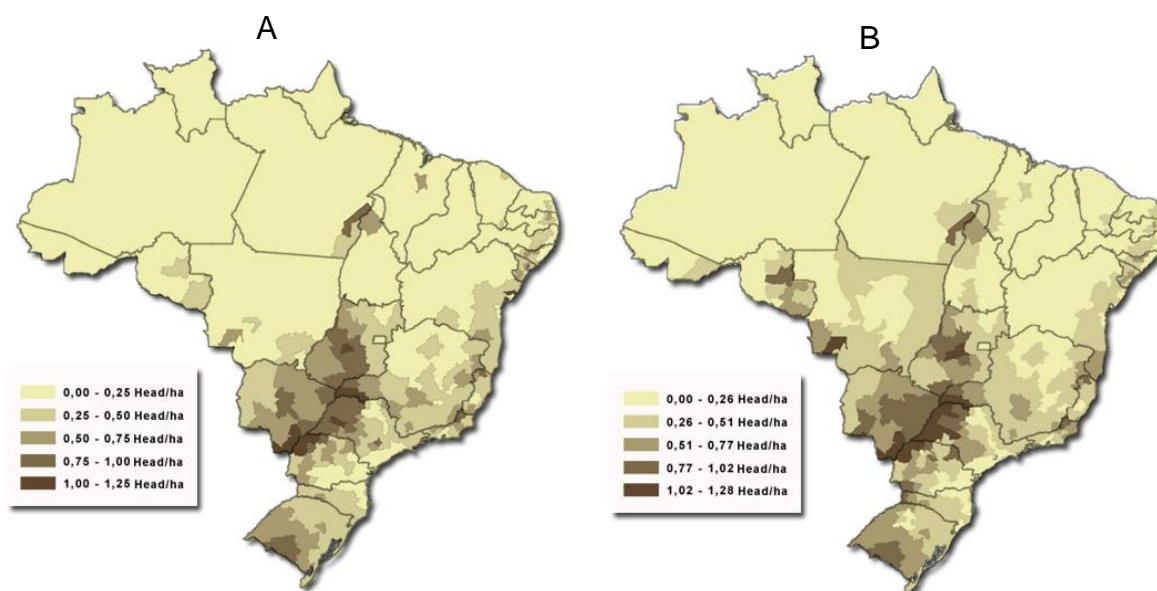 A
B
0,00 - 0,25 Head/ha
0,25 - 0,50 Head/ha
0,50 - 0,75 Head/ha
0,75 - 1,00 Head/ha
1,00 - 1,25 Head/ha
0,00 - 0,26 Head/ha
0,26 - 0,51 Head/ha
0,51 - 0,77 Head/ha
0,77 - 1,02 Head/ha
1,02 - 1,28 Head/ha